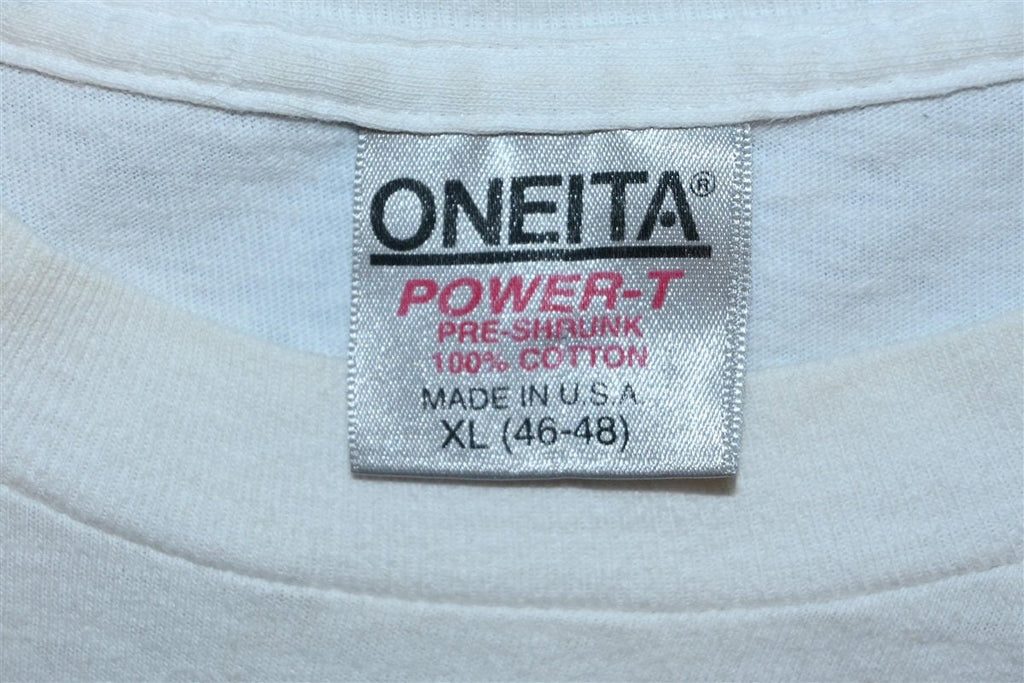 ONEITA®
POWER-T
PRE-SHRUNK
100% COTTON
MADE IN U.S.A.
XL (46-48)